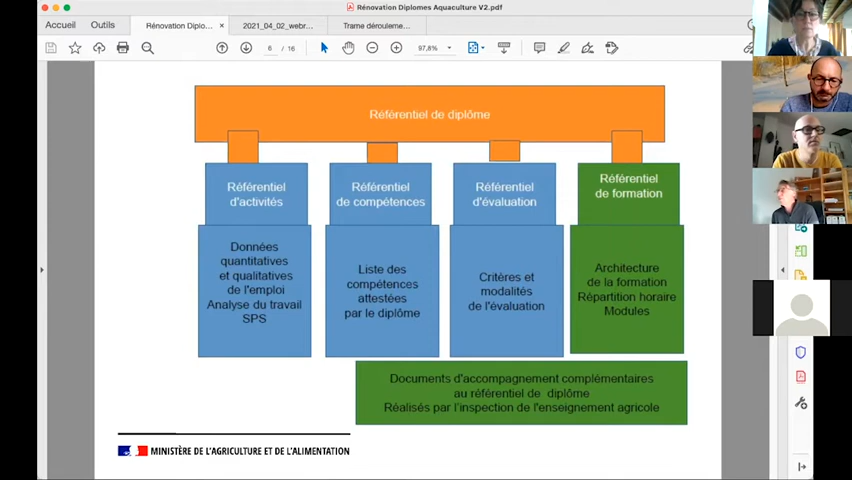 Rénovation Diplomes Aquaculture V2.pdf
Accueil
Outils
Rénovation Diplo...
2021_04_02_webr...
Trame dérouleme...
6 / 16
97,8%
Référentiel de diplôme
Référentiel
d'activités
Référentiel
de compétences
Référentiel
d'évaluation
Référentiel
de formation
Données
quantitatives
et qualitatives
de l'emploi
Analyse du travail
SPS
Liste des
compétences
attestées
par le diplôme
Critères et
modalités
de l'évaluation
Architecture
de la formation
Répartition horaire
Modules
Documents d'accompagnement complémentaires
au référentiel de diplôme
Réalisés par l'inspection de l'enseignement agricole
MINISTÈRE DE L'AGRICULTURE ET DE L'ALIMENTATION